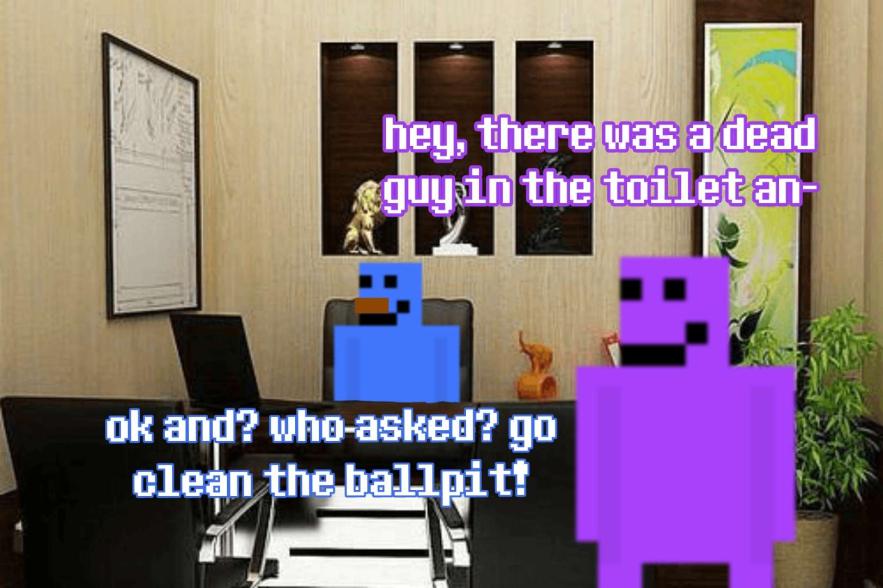 hey, there was a dead
guy in the toilet an-
ok and? who asked? go
clean the ballpit!